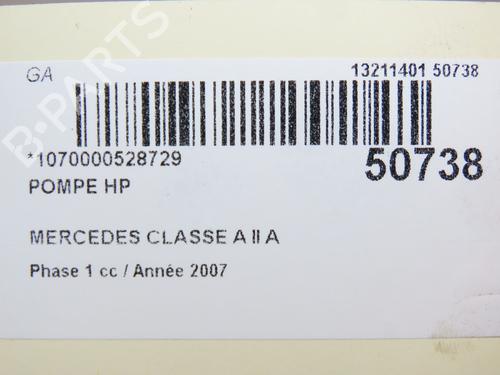 GA
13211401 50738
*1070000528729
50738
POMPE HP
MERCEDES CLASSE A II A
Phase 1 cc / Année 2007
B-PARTS